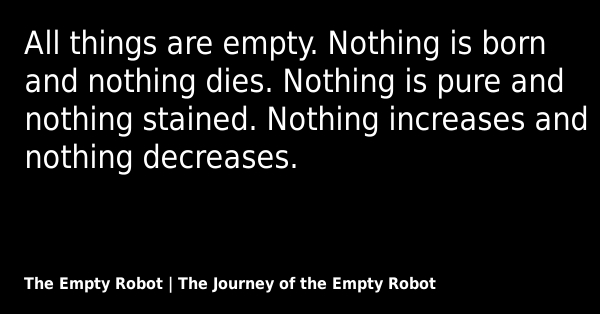 All things are empty. Nothing is born
and nothing dies. Nothing is pure and
nothing stained. Nothing increases and
nothing decreases.
The Empty Robot | The Journey of the Empty Robot